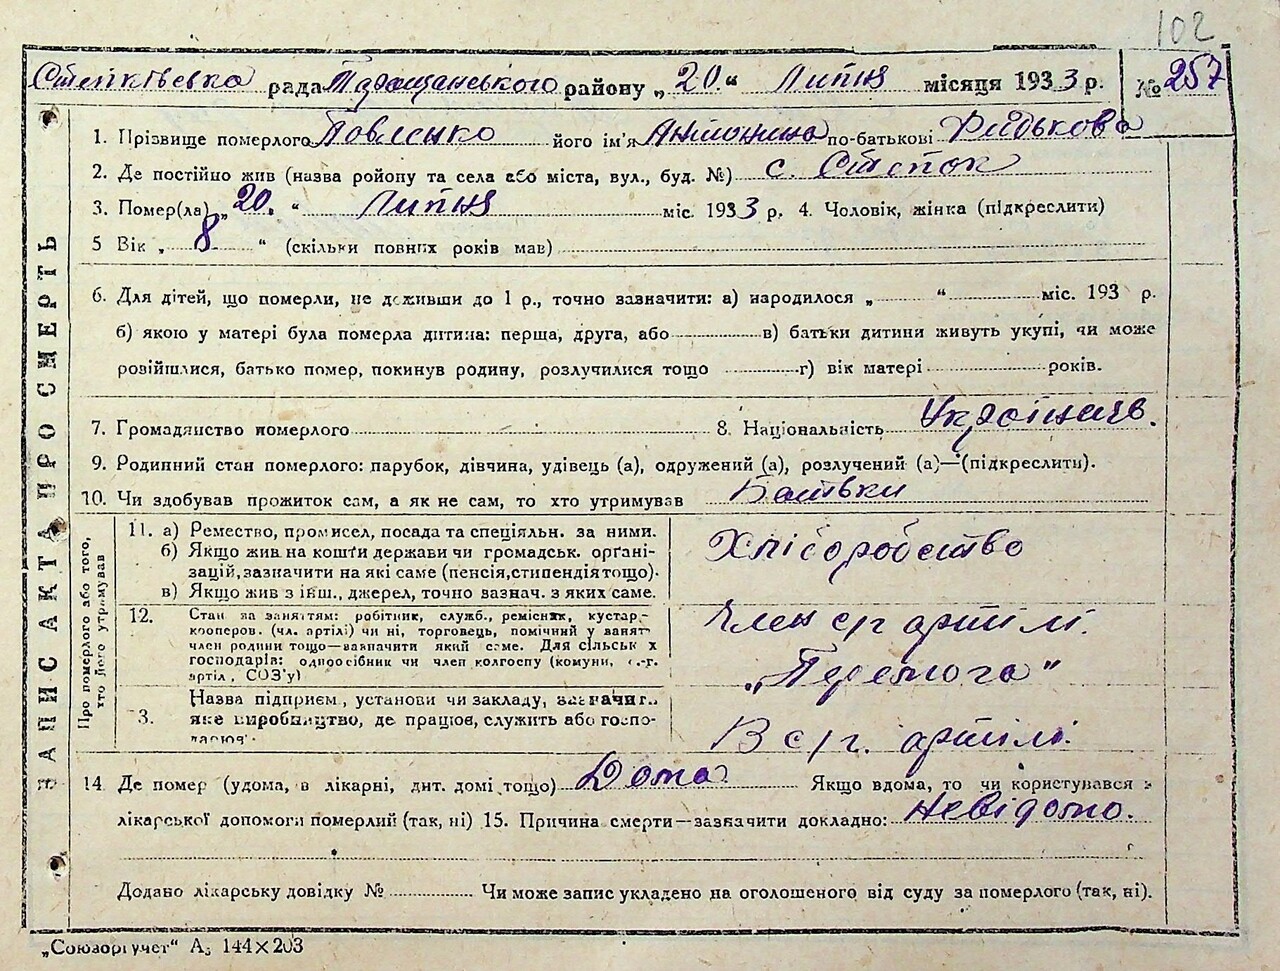 102
Степківська рада Таращанського району „20.“ Липня місяця 1933 р. № 257
ЗАПИС АКТА ПРО СМЕРТЬ
1. Прізвище померлого Павленко його ім'я Антонина по-батькові
2. Де постійно жив (назва ройону та села або міста, вул., буд. №) с. Степок
3. Помер(ла) „20.“ Липня міс. 1933 р. 4. Чоловік, жінка (підкреслити)
5 Вік „8“ (скільки повних років мав)
6. Для дітей, що померли, не доживши до 1 р., точно зазначити: а) народилося „ “ міс. 193 р.
б) якою у матері була померла дитина: перша, друга, або в) батьки дитини живуть укупі, чи може
розійшлися, батько помер, покинув родину, розлучилися тощо г) вік матері років.
7. Громадянство померлого 8. Національність Українець.
9. Родинний стан померлого: парубок, дівчина, удівець (а), одружений (а), розлучений (а)—(підкреслити).
10. Чи здобував прожиток сам, а як не сам, то хто утримував Батьки
Про померлого або того,
хто його утримував
11. а) Ремество, промисел, посада та спеціяльн. за ними.
б) Якщо жив на кошти держави чи громадськ. орґані-
зацій, зазначити на які саме (пенсія, стипендія тощо).
в) Якщо жив з інш., джерел, точно вазнач. з яких саме.
Хліборобство
12. Стан за заняттям: робітник, служб., ремісняк, кустар-
кооперов. (чл. артілі) чи ні, торговець, помічний у занят
член родини тощо—вазначити який саме. Для сільськ х
господарів: одноосібник чи член колгоспу (комуни, с.-г.
артіл, СОЗ'у)
Член с/г артілі.
„Перемога“
3. Назва підприєм, установи чи закладу, зазначит.
яке виробництво, де працюв, служить або госпо-
В с/г. артілі.
14 Де помер (удома, в лікарні, дит. домі тощо) Дома Якщо вдома, то чи користувався з
лікарської допомоги померлий (так, ні) 15. Причина смерти—зазначити докладно: Невідомо.
Додано лікарську довідку № Чи може запис укладено на оголошеного від суду за померлого (так, ні).
„Союзоргучет“ А₅ 144×203